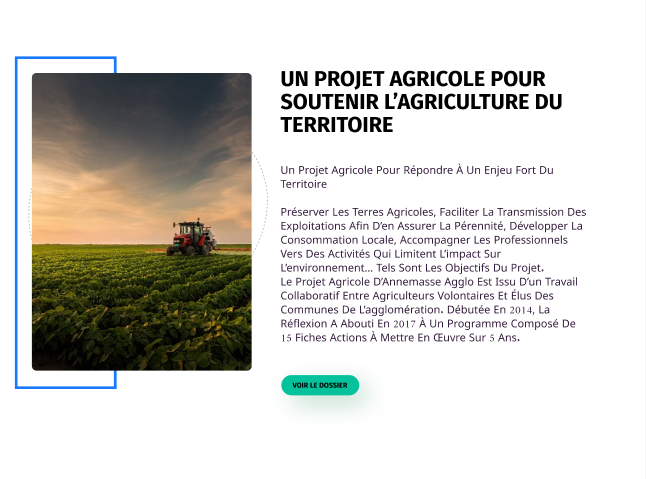 UN PROJET AGRICOLE POUR
SOUTENIR L’AGRICULTURE DU
TERRITOIRE
Un Projet Agricole Pour Répondre À Un Enjeu Fort Du
Territoire
Préserver Les Terres Agricoles, Faciliter La Transmission Des
Exploitations Afin D’en Assurer La Pérennité, Développer La
Consommation Locale, Accompagner Les Professionnels
Vers Des Activités Qui Limitent L’impact Sur
L’environnement… Tels Sont Les Objectifs Du Projet.
Le Projet Agricole D’Annemasse Agglo Est Issu D’un Travail
Collaboratif Entre Agriculteurs Volontaires Et Élus Des
Communes De L’agglomération. Débutée En 2014, La
Réflexion A Abouti En 2017 À Un Programme Composé De
15 Fiches Actions À Mettre En Œuvre Sur 5 Ans.
VOIR LE DOSSIER